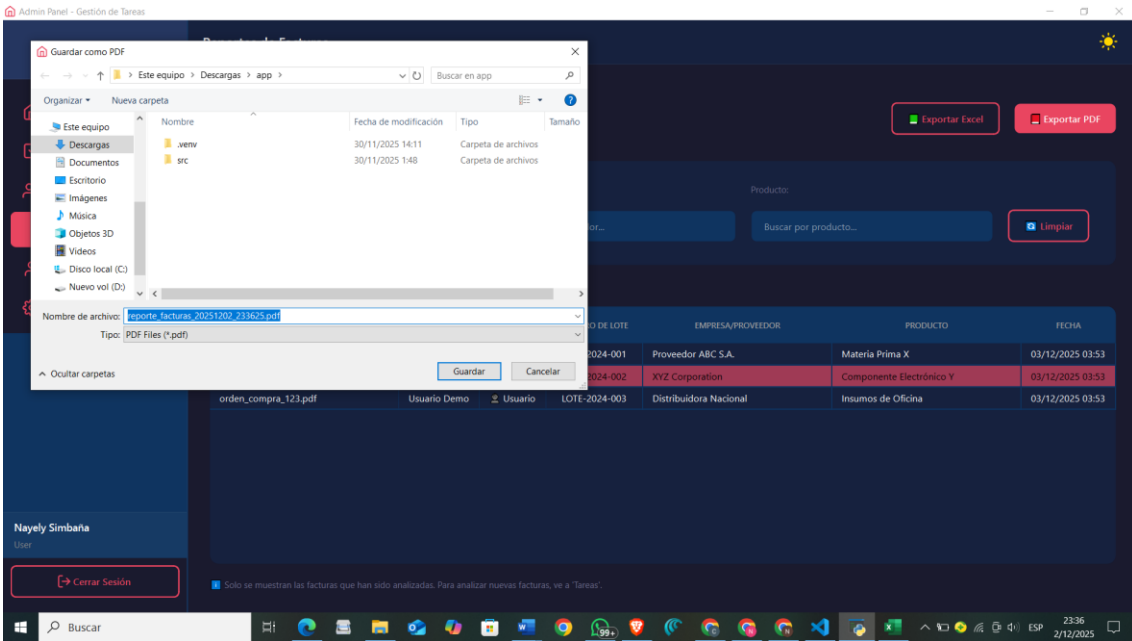 Admin Panel - Gestión de Tareas
Guardar como PDF
Este equipo > Descargas > app >
Buscar en app
Organizar
Nueva carpeta
Nombre
Fecha de modificación
Tipo
Tamaño
Este equipo
Descargas
Documentos
Escritorio
Imágenes
Música
Objetos 3D
Videos
Disco local (C:)
Nuevo vol (D:)
.venv 30/11/2025 14:11 Carpeta de archivos
src 30/11/2025 1:48 Carpeta de archivos
Nombre de archivo: reporte_facturas_20251202_233625.pdf
Tipo: PDF Files (*.pdf)
Ocultar carpetas
Guardar
Cancelar
Exportar Excel
Exportar PDF
Producto:
or...
Buscar por producto...
Limpiar
O DE LOTE EMPRESA/PROVEEDOR PRODUCTO FECHA
2024-001 Proveedor ABC S.A. Materia Prima X 03/12/2025 03:53
2024-002 XYZ Corporation Componente Electrónico Y 03/12/2025 03:53
orden_compra_123.pdf Usuario Demo Usuario LOTE-2024-003 Distribuidora Nacional Insumos de Oficina 03/12/2025 03:53
Nayely Simbaña
User
Cerrar Sesión
Solo se muestran las facturas que han sido analizadas. Para analizar nuevas facturas, ve a 'Tareas'.
Buscar
99+
ESP
23:36
2/12/2025